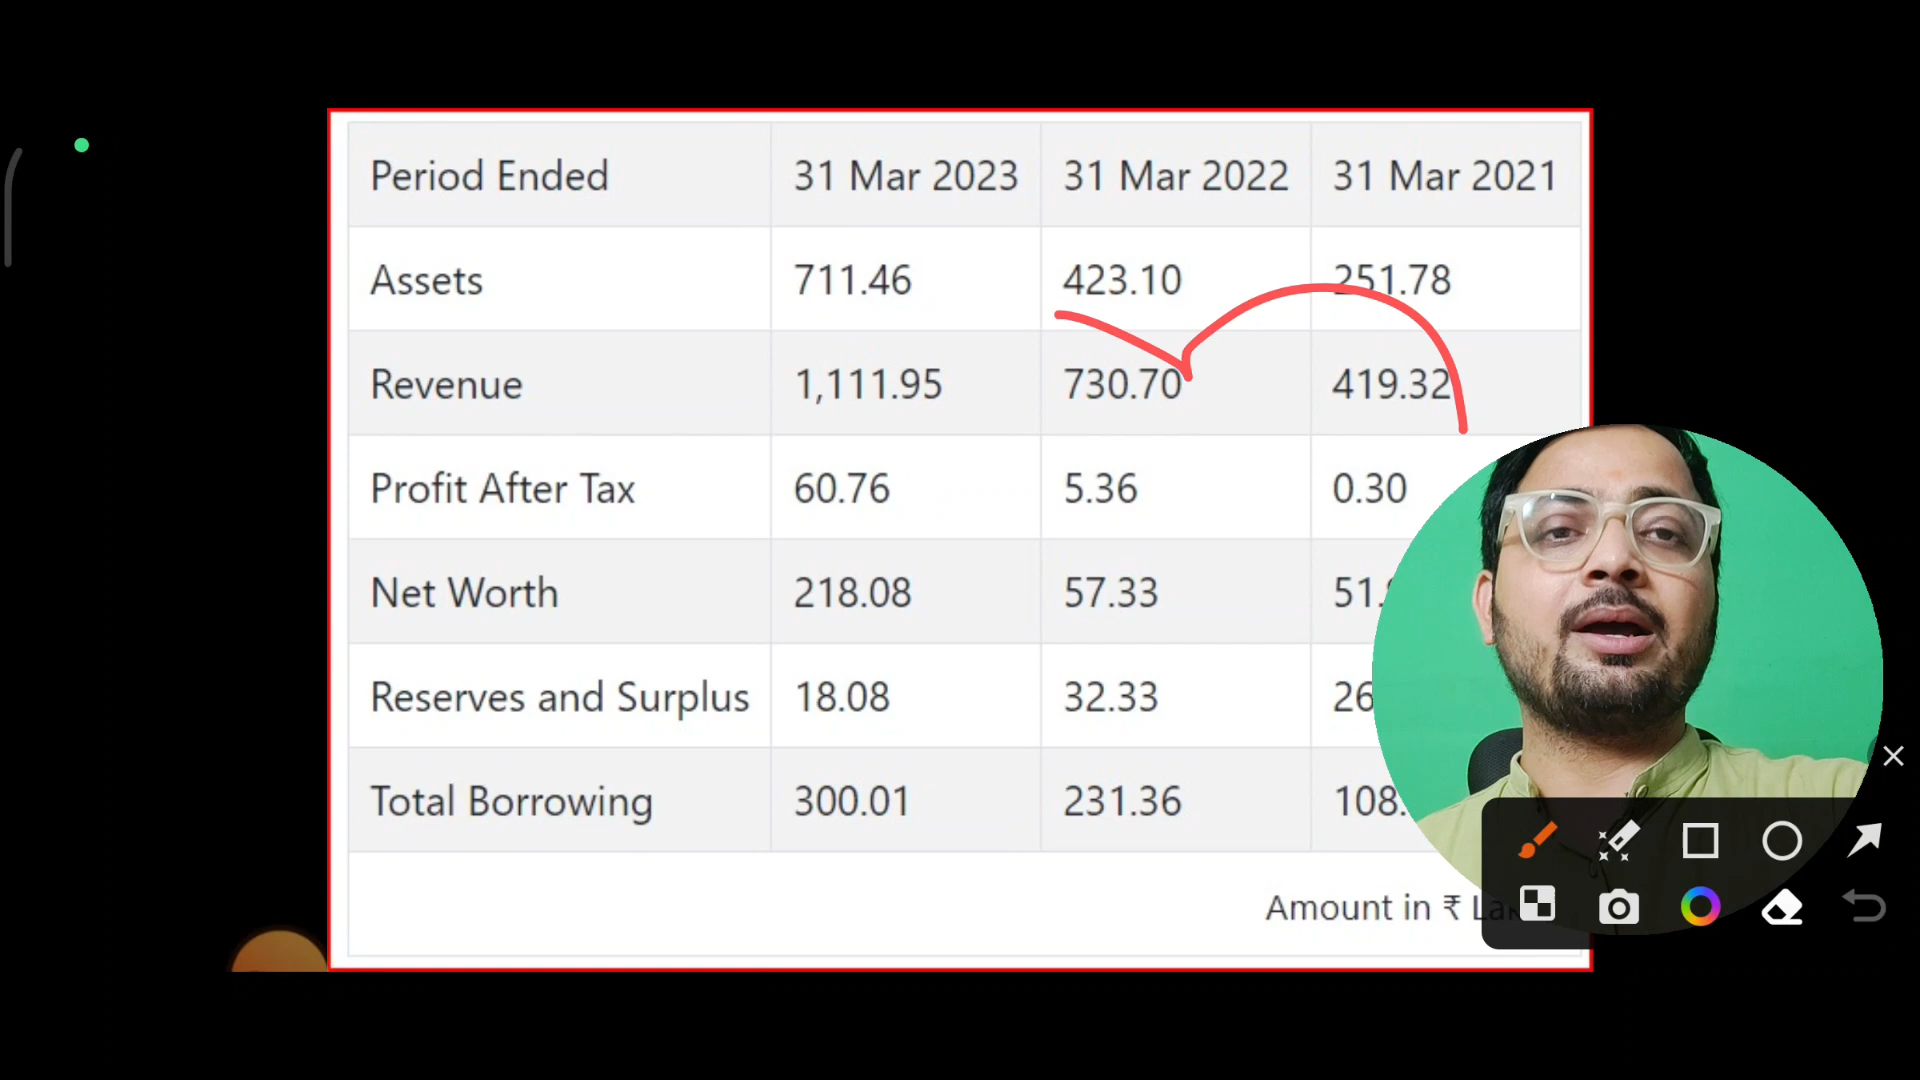 Period Ended 31 Mar 2023 31 Mar 2022 31 Mar 2021
Assets 711.46 423.10 251.78
Revenue 1,111.95 730.70 419.32
Profit After Tax 60.76 5.36 0.30
Net Worth 218.08 57.33
Reserves and Surplus 18.08 32.33
Total Borrowing 300.01 231.36
Amount in ₹